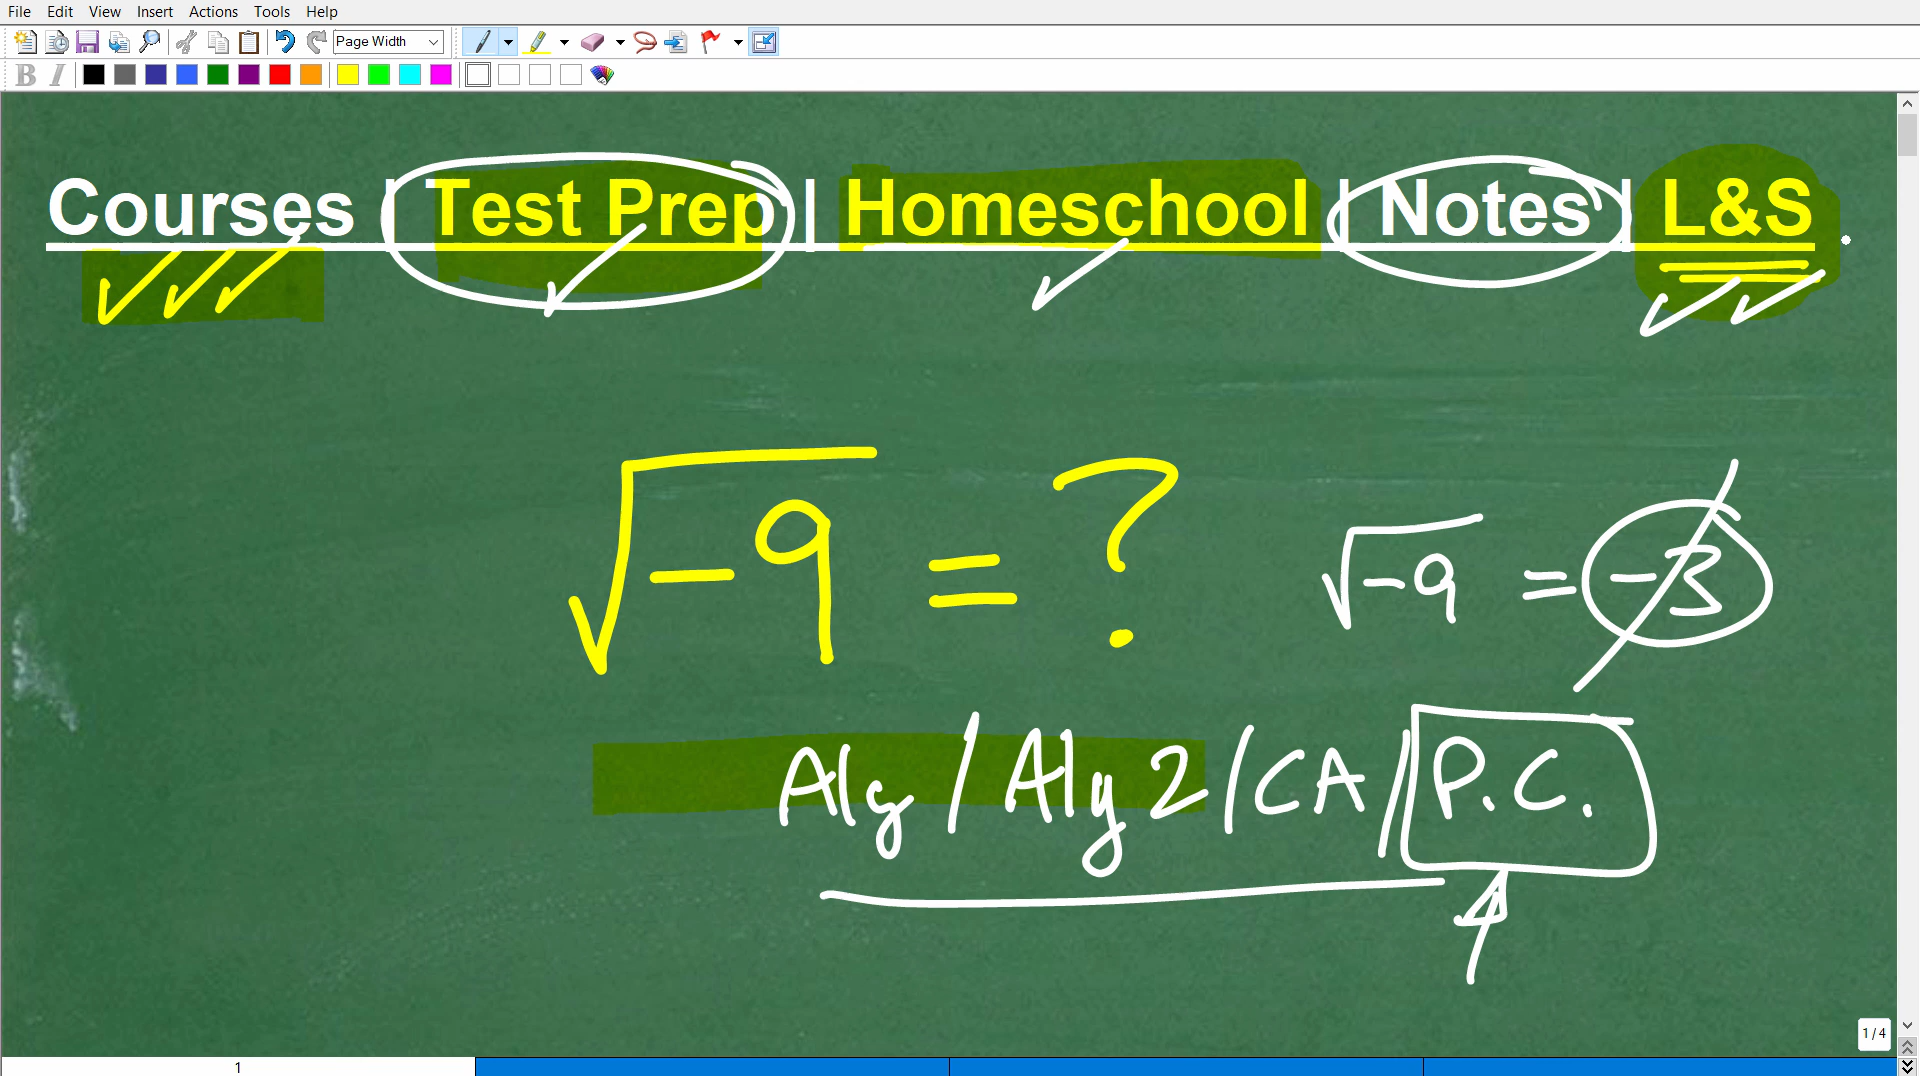 File Edit View Insert Actions Tools Help
Page Width
B I
Courses | Test Prep | Homeschool | Notes | L&S
√-9 = ?
√-9 = -3
Alg / Alg 2 / CA / P.C.
1 / 4
1